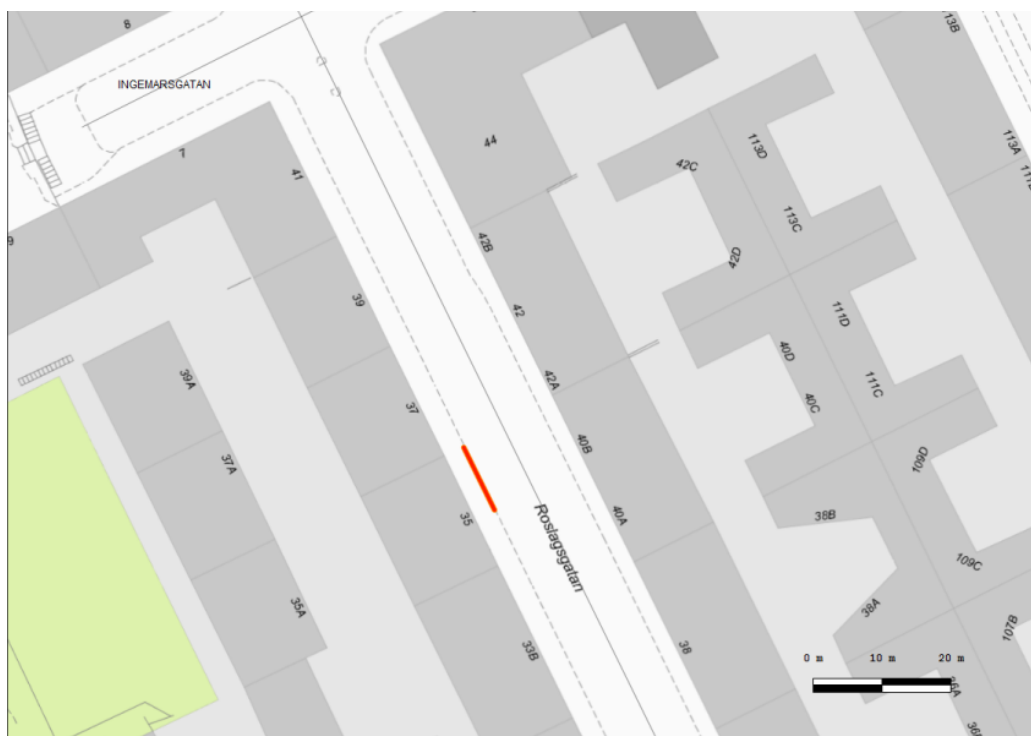 8
113B
INGEMARSGATAN
44
113D
113A
7
41
42C
9
42B
42D
113C
39
42
111D
39A
37
42A
40D
111C
40C
37A
40B
109D
35
40A
38B
Roslagsgatan
109C
35A
38A
33B
38
107B
0 m 10 m 20 m
36A